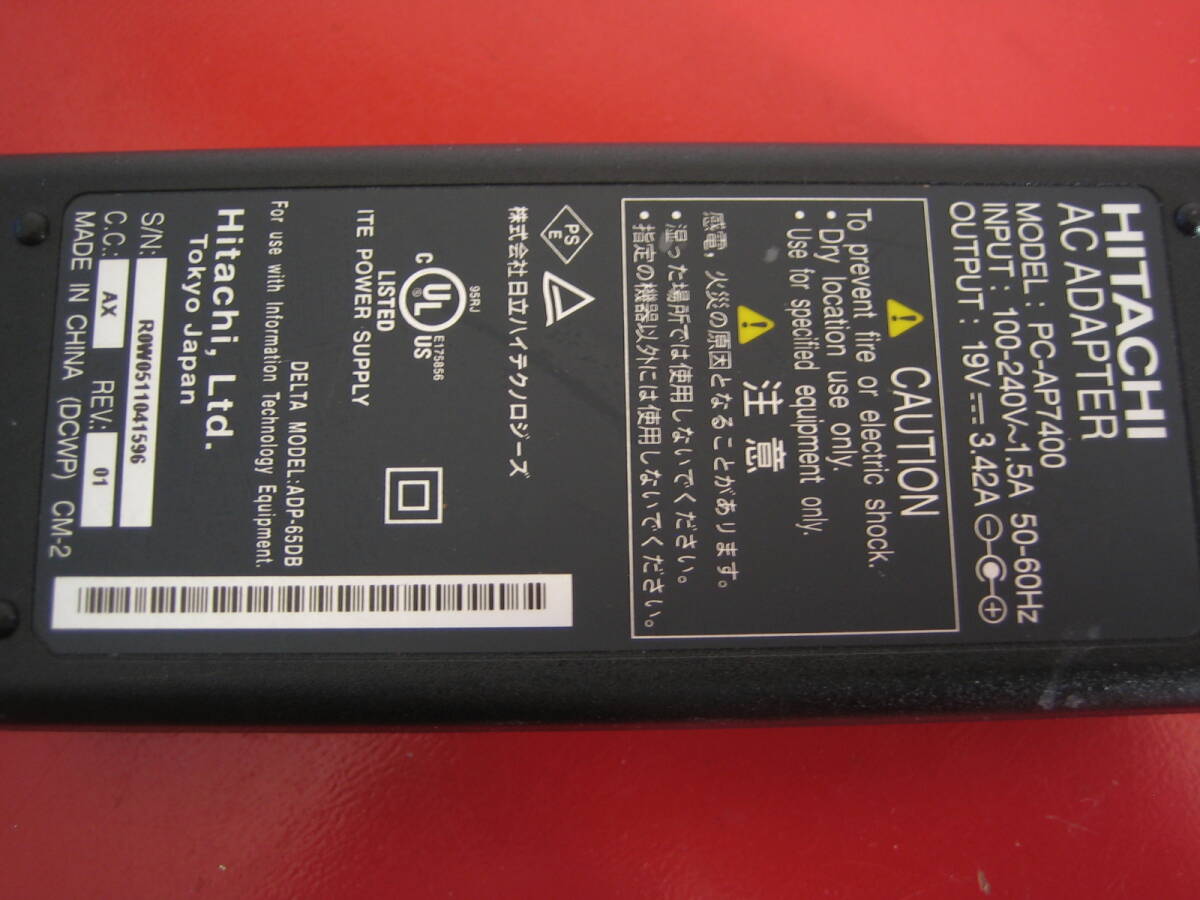 HITACHI
AC ADAPTER
MODEL : PC-AP7400
INPUT : 100-240V~1.5A 50-60Hz
OUTPUT : 19V⎓ 3.42A ⊖-C-⊕
CAUTION
To prevent fire or electric shock.
• Dry location use only.
• Use for specified equipment only.
注 意
感電，火災の原因となることがあります。
• 湿った場所では使用しないでください。
• 指定の機器以外には使用しないでください。
PS
E
株式会社日立ハイテクノロジーズ
95RJ
E175856
C UL ® US
LISTED
ITE POWER SUPPLY
DELTA MODEL:ADP-65DB
For use with Information Technology Equipment.
Hitachi, Ltd.
Tokyo Japan
S/N: R0W0511041596
C.C.: AX REV.: 01
MADE IN CHINA (DCWP) CM-2